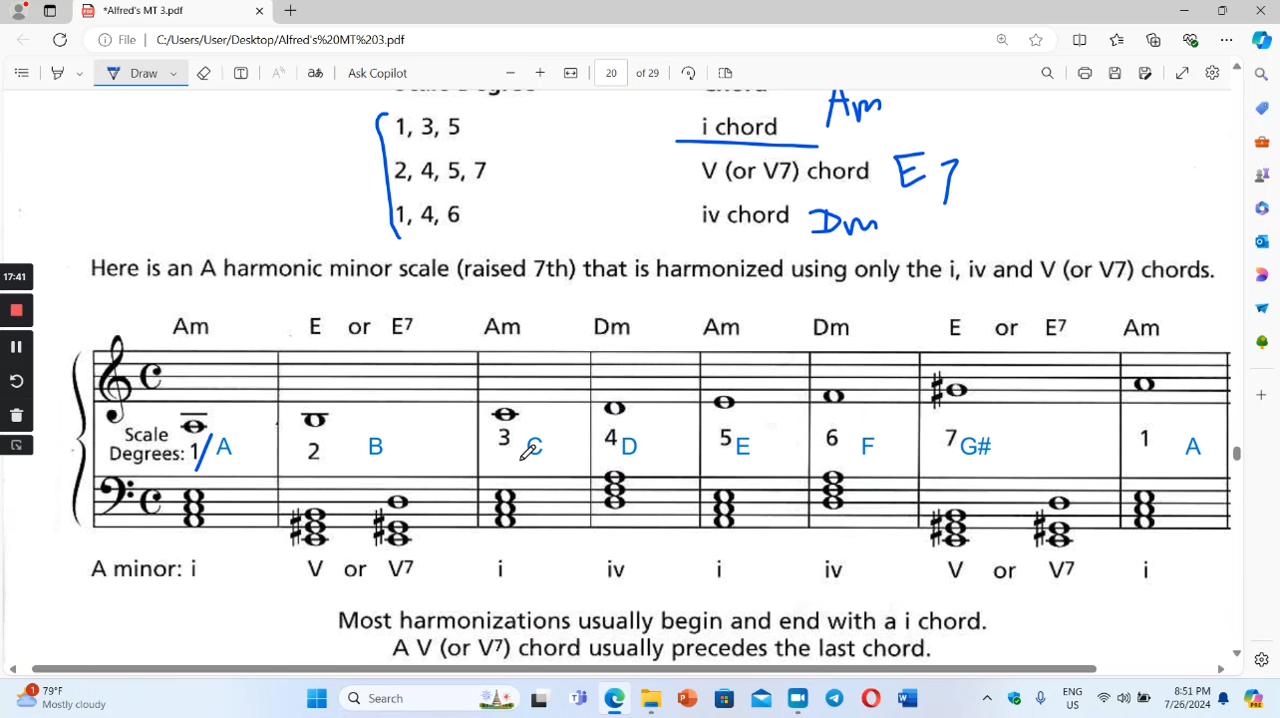 *Alfred's MT 3.pdf
File C:/Users/User/Desktop/Alfred's%20MT%203.pdf
Draw Ask Copilot 20 of 29
Am
1, 3, 5 i chord
2, 4, 5, 7 V (or V7) chord E7
1, 4, 6 iv chord Dm
17:41
Here is an A harmonic minor scale (raised 7th) that is harmonized using only the i, iv and V (or V7) chords.
Am E or E7 Am Dm Am Dm E or E7 Am
Scale
Degrees: 1 A 2 B 3 C 4 D 5 E 6 F 7 G# 1 A
A minor: i V or V7 i iv i iv V or V7 i
Most harmonizations usually begin and end with a i chord.
A V (or V7) chord usually precedes the last chord.
1 79°F
Mostly cloudy
Search
ENG
US
8:51 PM
7/26/2024